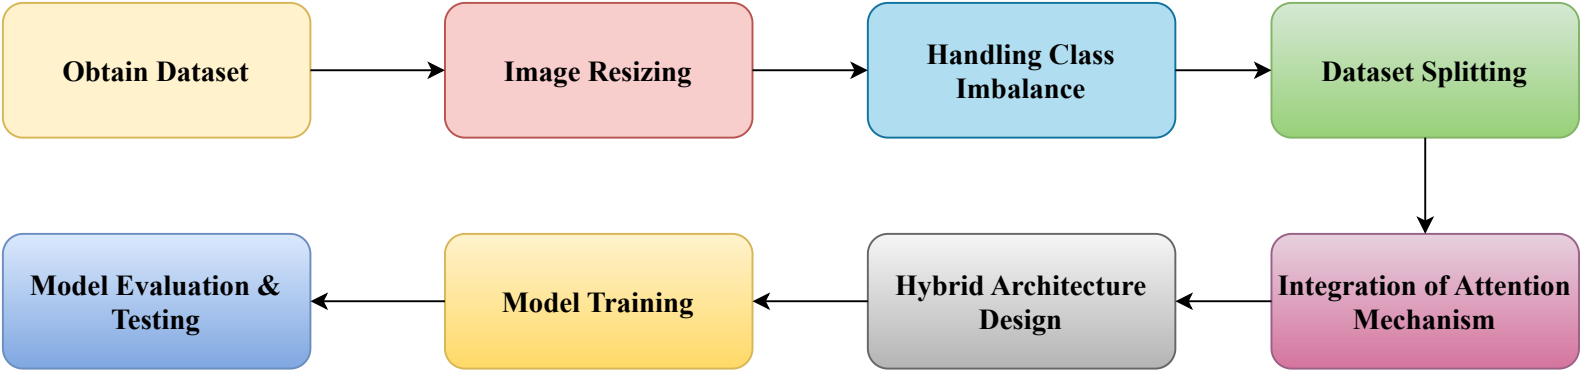 Obtain Dataset
Image Resizing
Handling Class
Imbalance
Dataset Splitting
Integration of Attention
Mechanism
Hybrid Architecture
Design
Model Training
Model Evaluation &
Testing